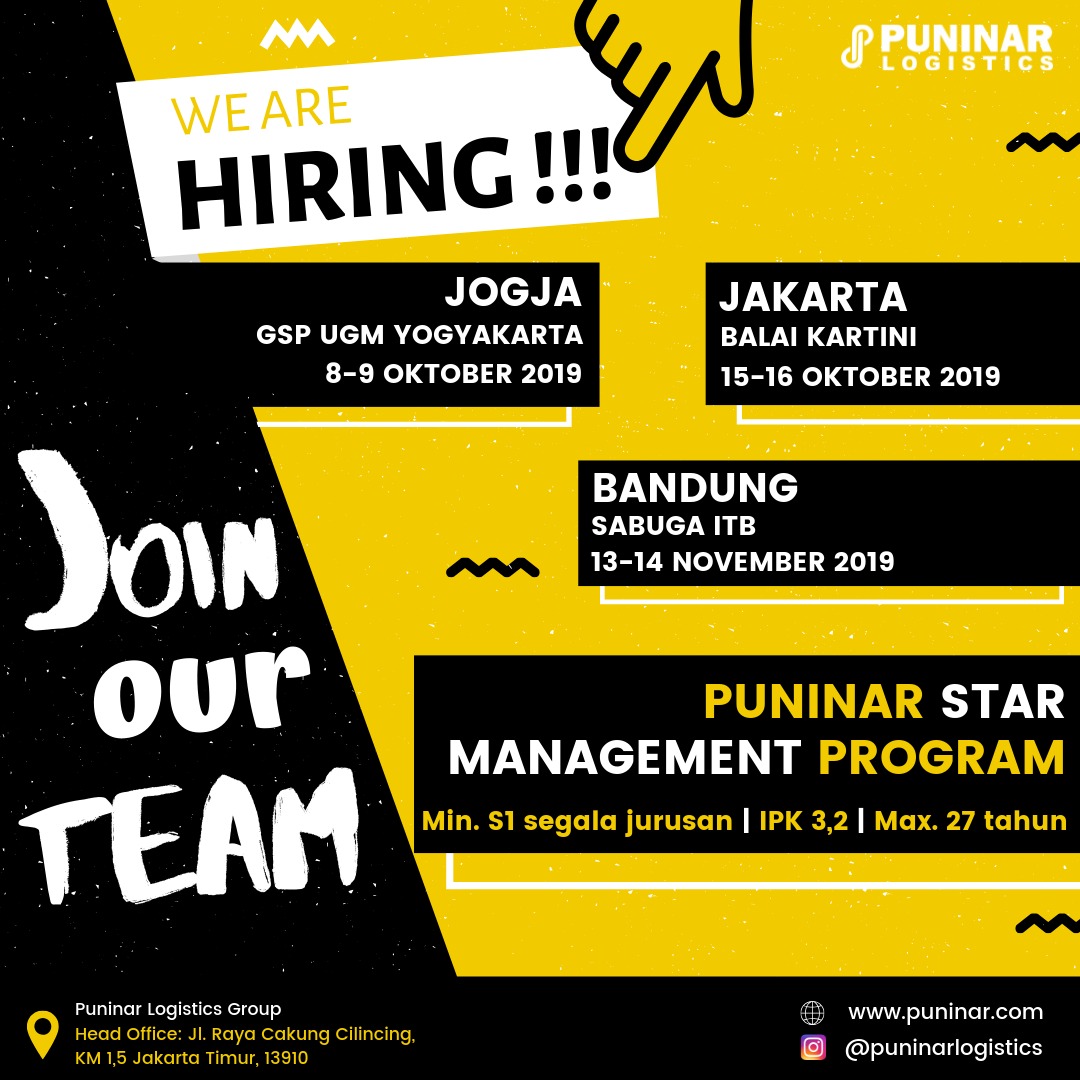 PUNINAR
LOGISTICS
WE ARE
HIRING !!!
JOGJA
GSP UGM YOGYAKARTA
8-9 OKTOBER 2019
JAKARTA
BALAI KARTINI
15-16 OKTOBER 2019
BANDUNG
SABUGA ITB
13-14 NOVEMBER 2019
JOIN
our
TEAM
PUNINAR STAR
MANAGEMENT PROGRAM
Min. S1 segala jurusan | IPK 3,2 | Max. 27 tahun
Puninar Logistics Group
Head Office: Jl. Raya Cakung Cilincing,
KM 1,5 Jakarta Timur, 13910
www.puninar.com
@puninarlogistics